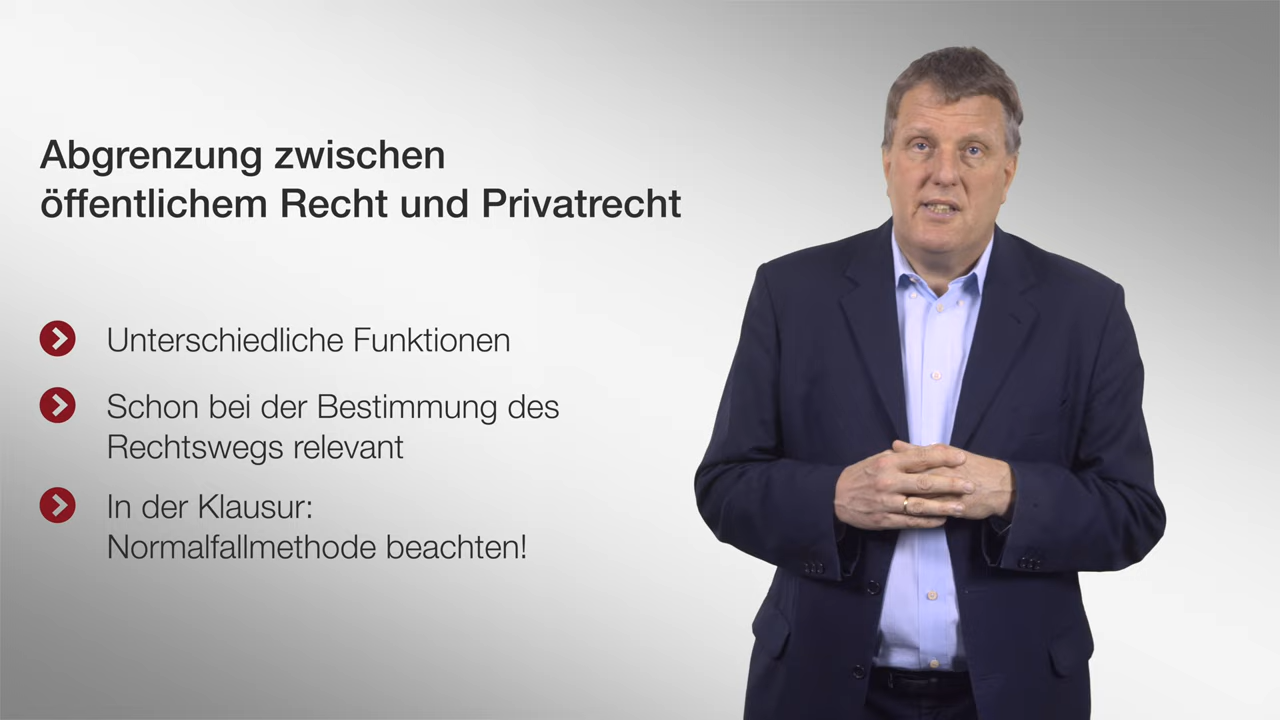 Abgrenzung zwischen
öffentlichem Recht und Privatrecht
Unterschiedliche Funktionen
Schon bei der Bestimmung des
Rechtswegs relevant
In der Klausur:
Normalfallmethode beachten!